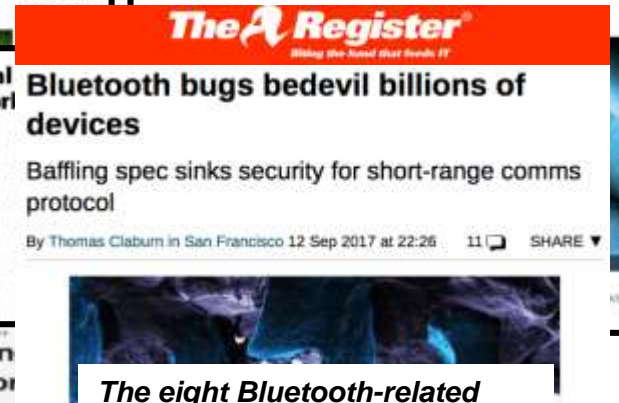 The Register
Biting the hand that feeds IT
Bluetooth bugs bedevil billions of
devices
Baffling spec sinks security for short-range comms
protocol
By Thomas Claburn in San Francisco 12 Sep 2017 at 22:26 11 SHARE ▼
The eight Bluetooth-related